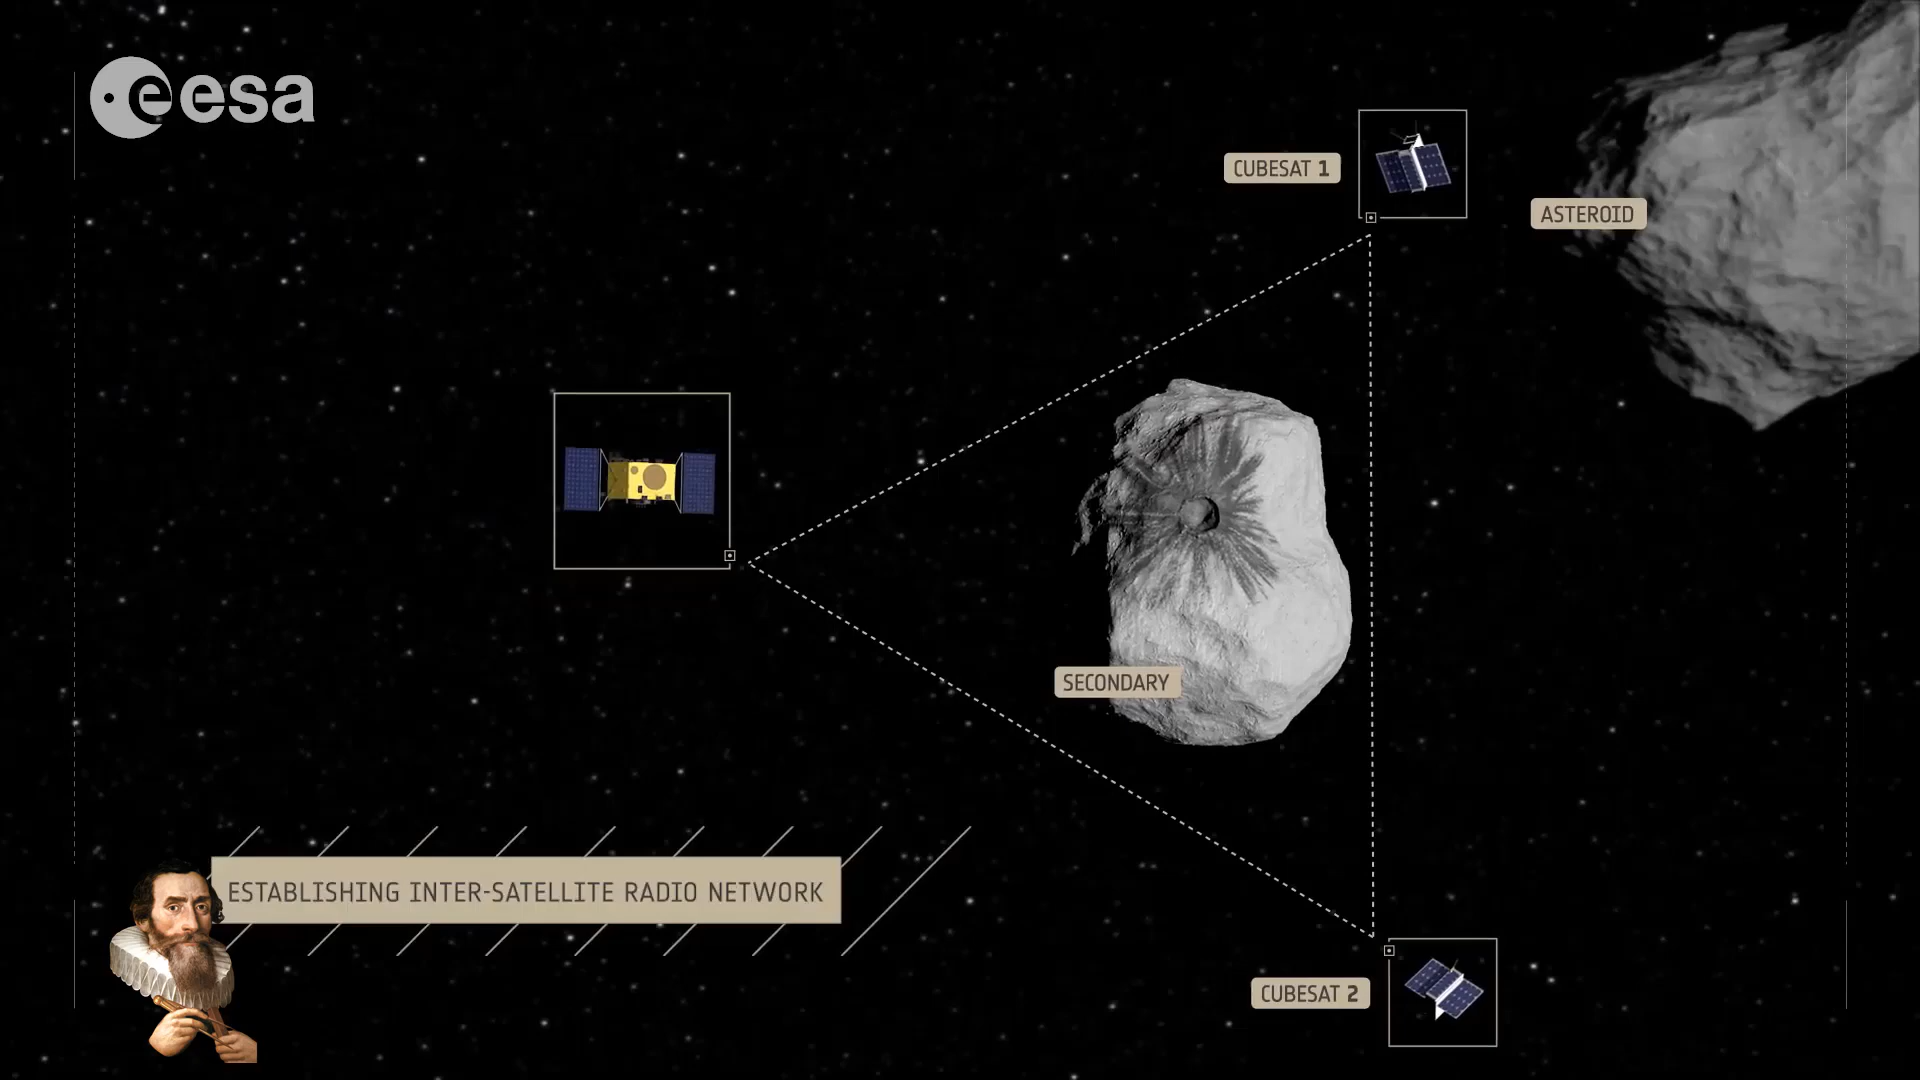 esa
CUBESAT 1
ASTEROID
SECONDARY
ESTABLISHING INTER-SATELLITE RADIO NETWORK
CUBESAT 2